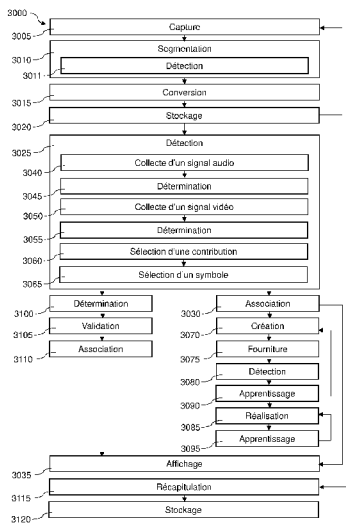 3000
3005 Capture
3010 Segmentation
3011 Détection
3015 Conversion
3020 Stockage
3025 Détection
3040 Collecte d'un signal audio
3045 Détermination
3050 Collecte d'un signal vidéo
3055 Détermination
3060 Sélection d'une contribution
3065 Sélection d'un symbole
3100 Détermination
3105 Validation
3110 Association
3030 Association
3070 Création
3075 Fourniture
3080 Détection
3090 Apprentissage
3085 Réalisation
3095 Apprentissage
3035 Affichage
3115 Récapitulation
3120 Stockage